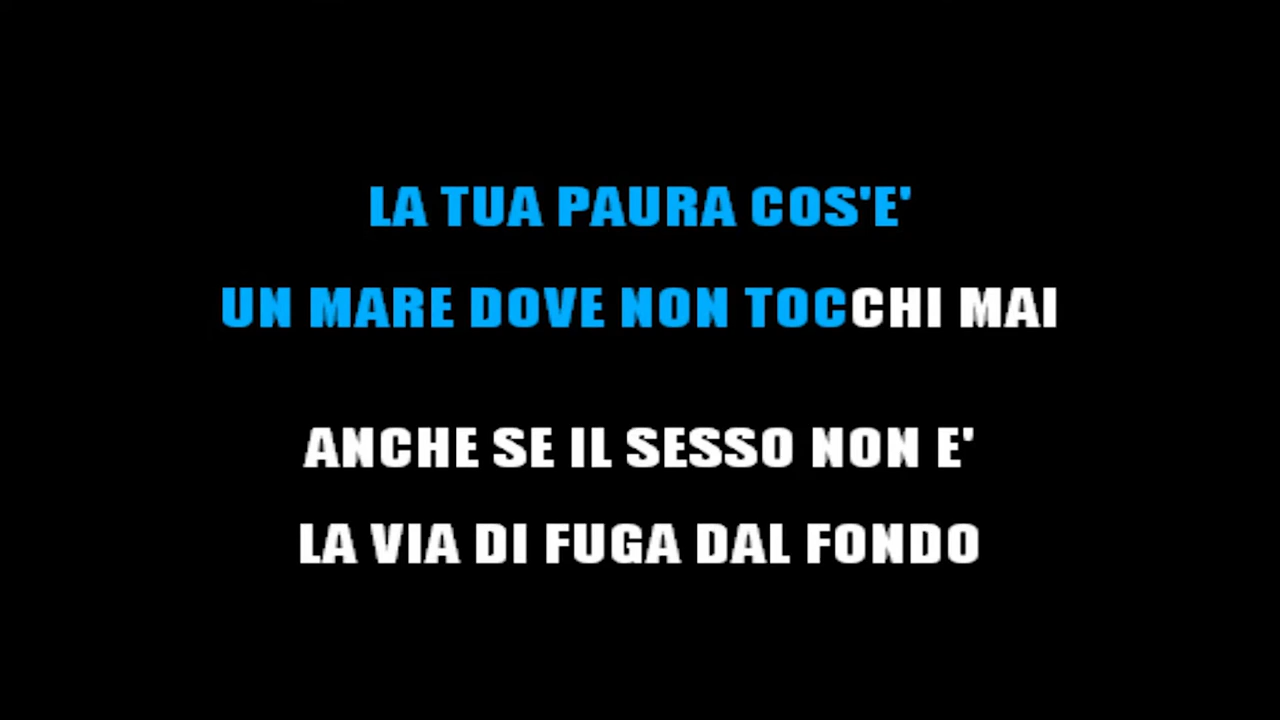 LA TUA PAURA COS'E'
UN MARE DOVE NON TOCCHI MAI
ANCHE SE IL SESSO NON E'
LA VIA DI FUGA DAL FONDO